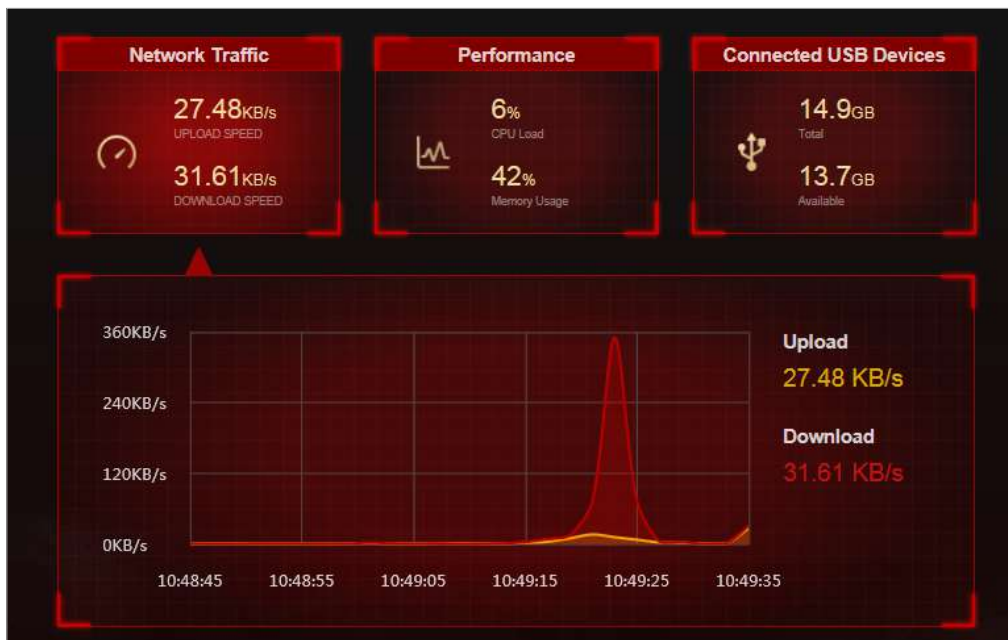 Network Traffic
27.48KB/s
UPLOAD SPEED
31.61KB/s
DOWNLOAD SPEED
Performance
6%
CPU Load
42%
Memory Usage
Connected USB Devices
14.9GB
Total
13.7GB
Available
360KB/s
240KB/s
120KB/s
0KB/s
10:48:45 10:48:55 10:49:05 10:49:15 10:49:25 10:49:35
Upload
27.48 KB/s
Download
31.61 KB/s